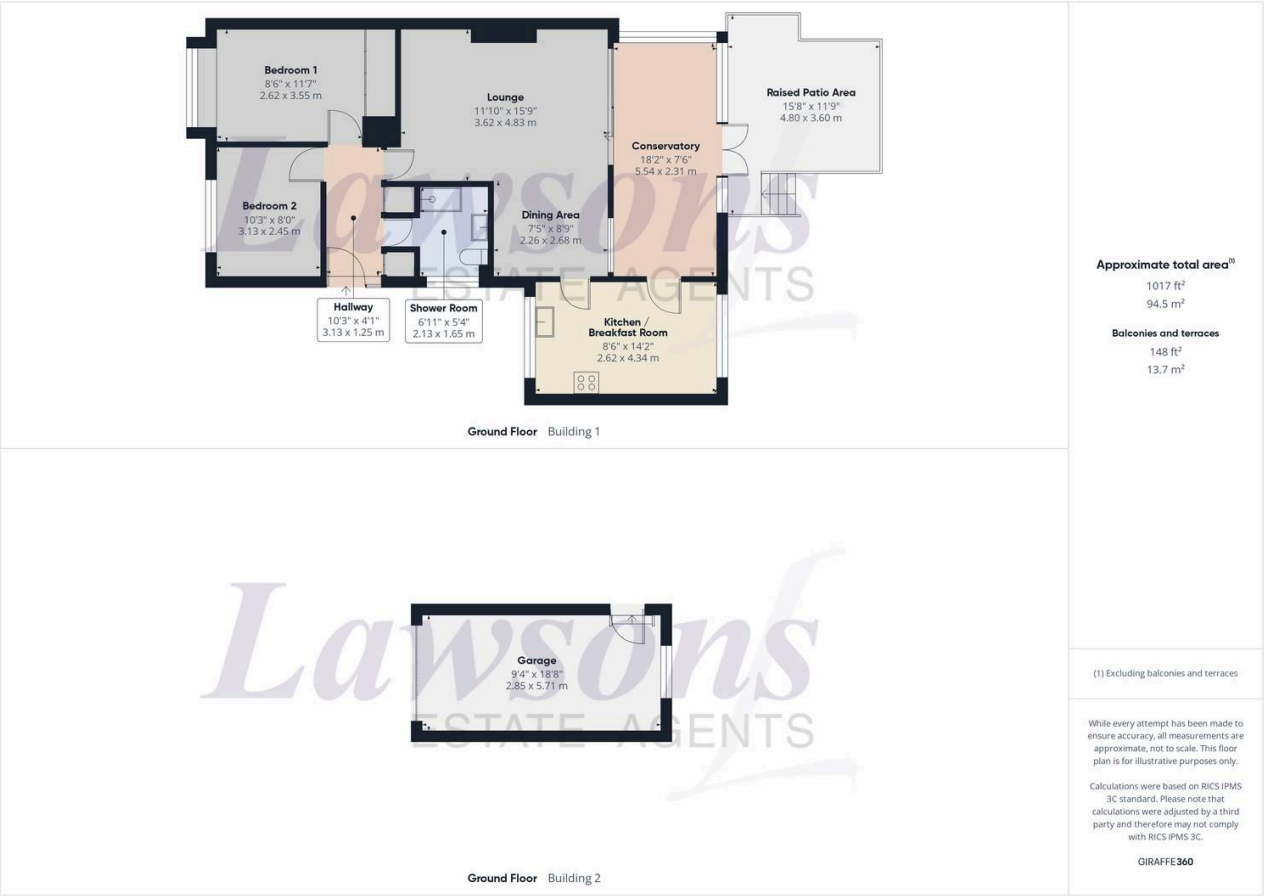 Bedroom 1
8'6" x 11'7"
2.62 x 3.55 m
Lounge
11'10" x 15'9"
3.62 x 4.83 m
Raised Patio Area
15'8" x 11'9"
4.80 x 3.60 m
Conservatory
18'2" x 7'6"
5.54 x 2.31 m
Bedroom 2
10'3" x 8'0"
3.13 x 2.45 m
Dining Area
7'5" x 8'9"
2.26 x 2.68 m
Lawsons
ESTATE AGENTS
Hallway
10'3" x 4'1"
3.13 x 1.25 m
Shower Room
6'11" x 5'4"
2.13 x 1.65 m
Kitchen /
Breakfast Room
8'6" x 14'2"
2.62 x 4.34 m
Ground Floor Building 1
Lawsons
ESTATE AGENTS
Garage
9'4" x 18'8"
2.85 x 5.71 m
Ground Floor Building 2
Approximate total area(1)
1017 ft²
94.5 m²
Balconies and terraces
148 ft²
13.7 m²
(1) Excluding balconies and terraces
While every attempt has been made to
ensure accuracy, all measurements are
approximate, not to scale. This floor
plan is for illustrative purposes only.
Calculations were based on RICS IPMS
3C standard. Please note that
calculations were adjusted by a third
party and therefore may not comply
with RICS IPMS 3C.
GIRAFFE360